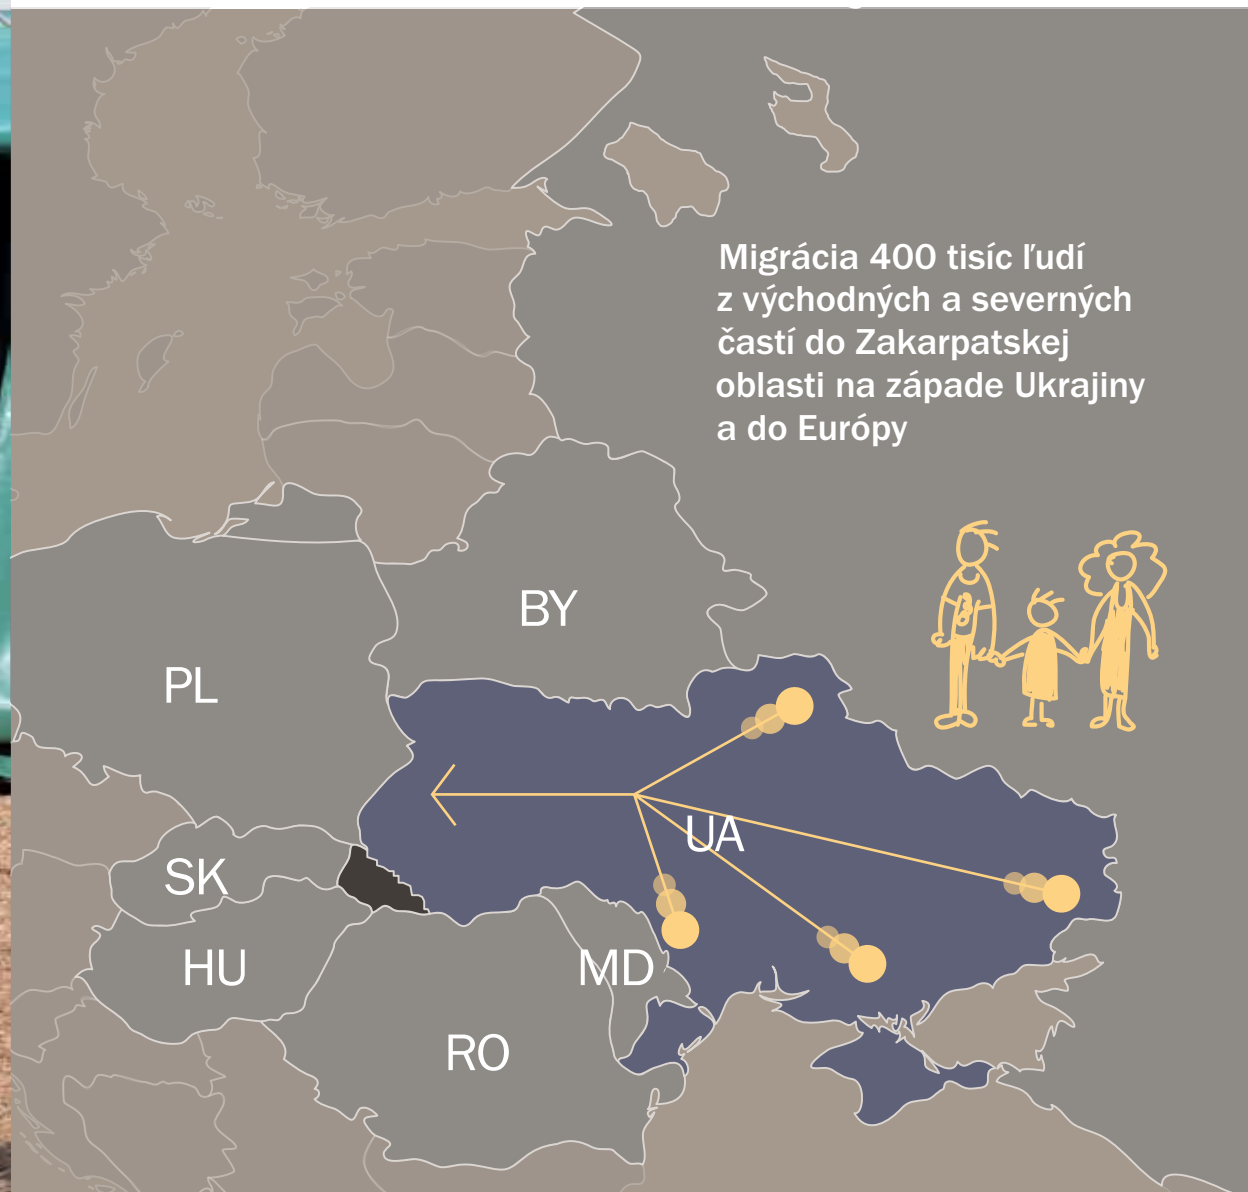 Migrácia 400 tisíc ľudí
z východných a severných
častí do Zakarpatskej
oblasti na západe Ukrajiny
a do Európy
BY
PL
UA
SK
HU
MD
RO